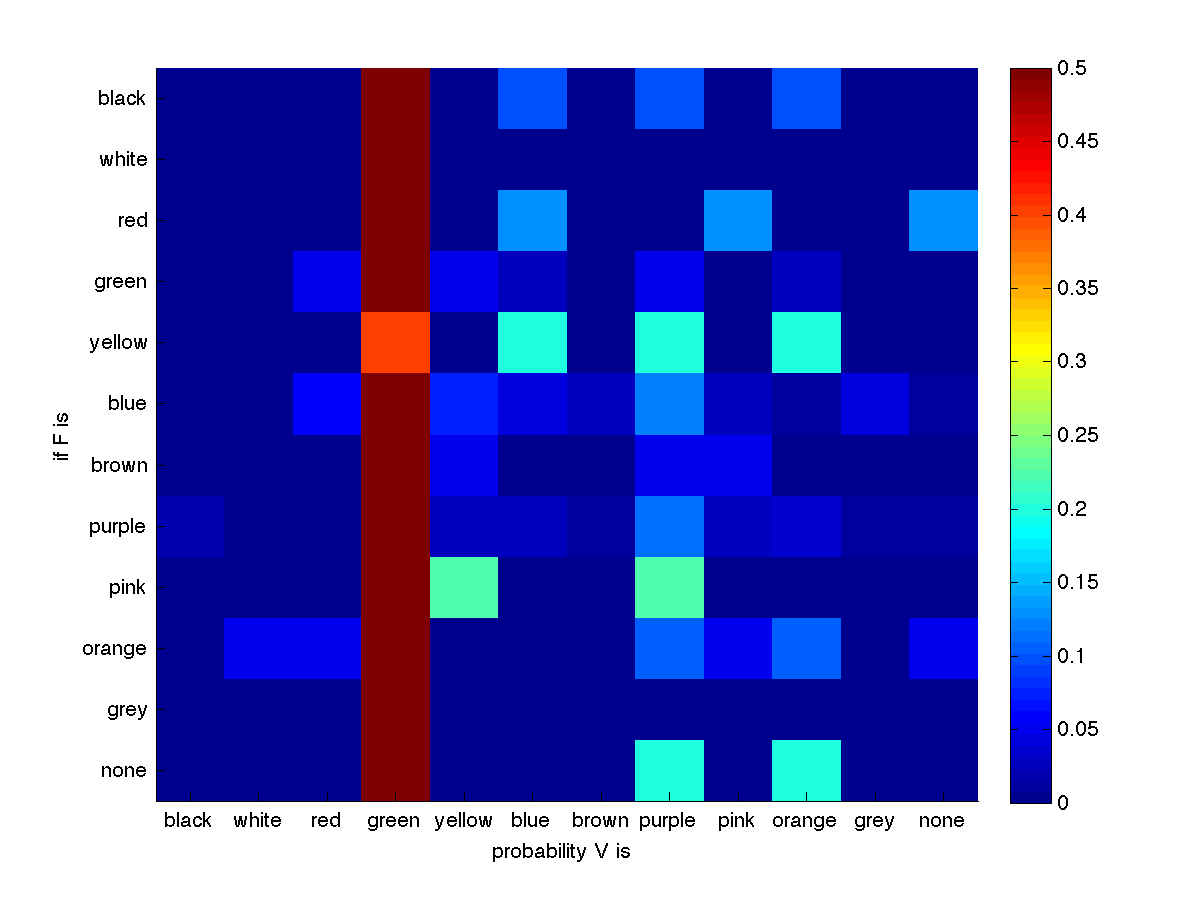 black
white
red
green
yellow
blue
brown
purple
pink
orange
grey
none
if F is
black white red green yellow blue brown purple pink orange grey none
probability V is
0.5
0.45
0.4
0.35
0.3
0.25
0.2
0.15
0.1
0.05
0